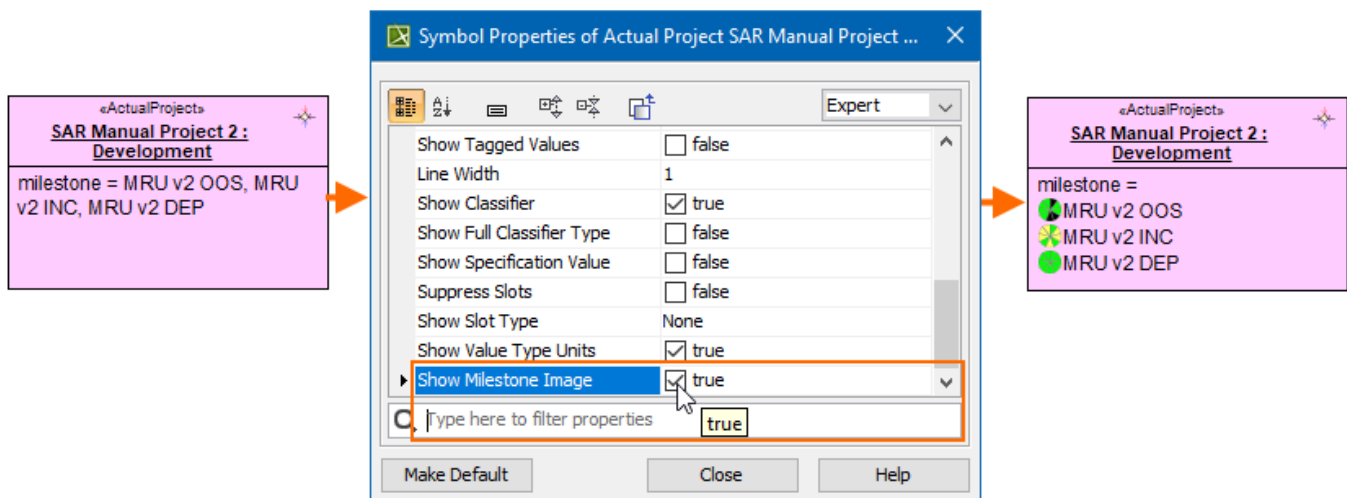 «ActualProject»
SAR Manual Project 2 :
Development
milestone = MRU v2 OOS, MRU
v2 INC, MRU v2 DEP
Symbol Properties of Actual Project SAR Manual Project ...
Expert
Show Tagged Values false
Line Width 1
Show Classifier true
Show Full Classifier Type false
Show Specification Value false
Suppress Slots false
Show Slot Type None
Show Value Type Units true
Show Milestone Image true
Type here to filter properties
true
Make Default Close Help
«ActualProject»
SAR Manual Project 2 :
Development
milestone =
MRU v2 OOS
MRU v2 INC
MRU v2 DEP